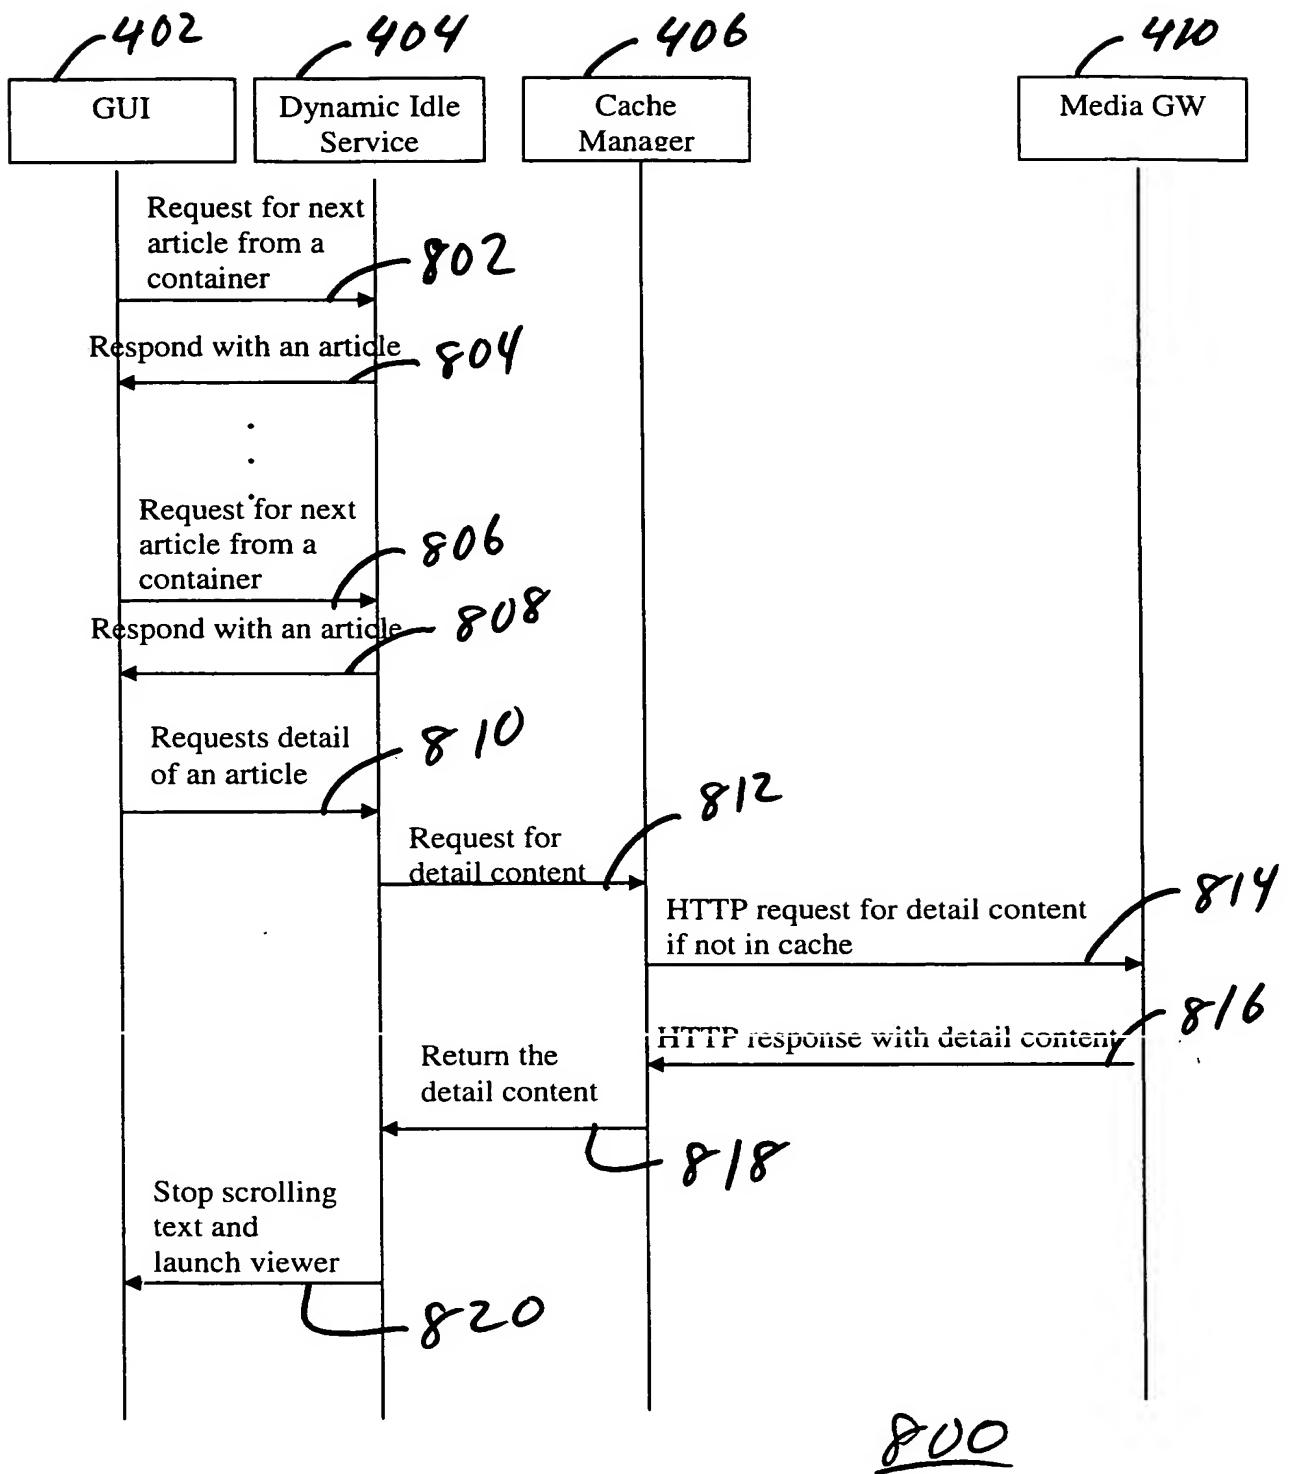 402
404
406
410
GUI
Dynamic Idle
Service
Cache
Manager
Media GW
Request for next
article from a
container
802
Respond with an article
804
Request for next
article from a
container
806
Respond with an article
808
Requests detail
of an article
810
Request for
detail content
812
HTTP request for detail content
if not in cache
814
HTTP response with detail content
816
Return the
detail content
818
Stop scrolling
text and
launch viewer
820
800